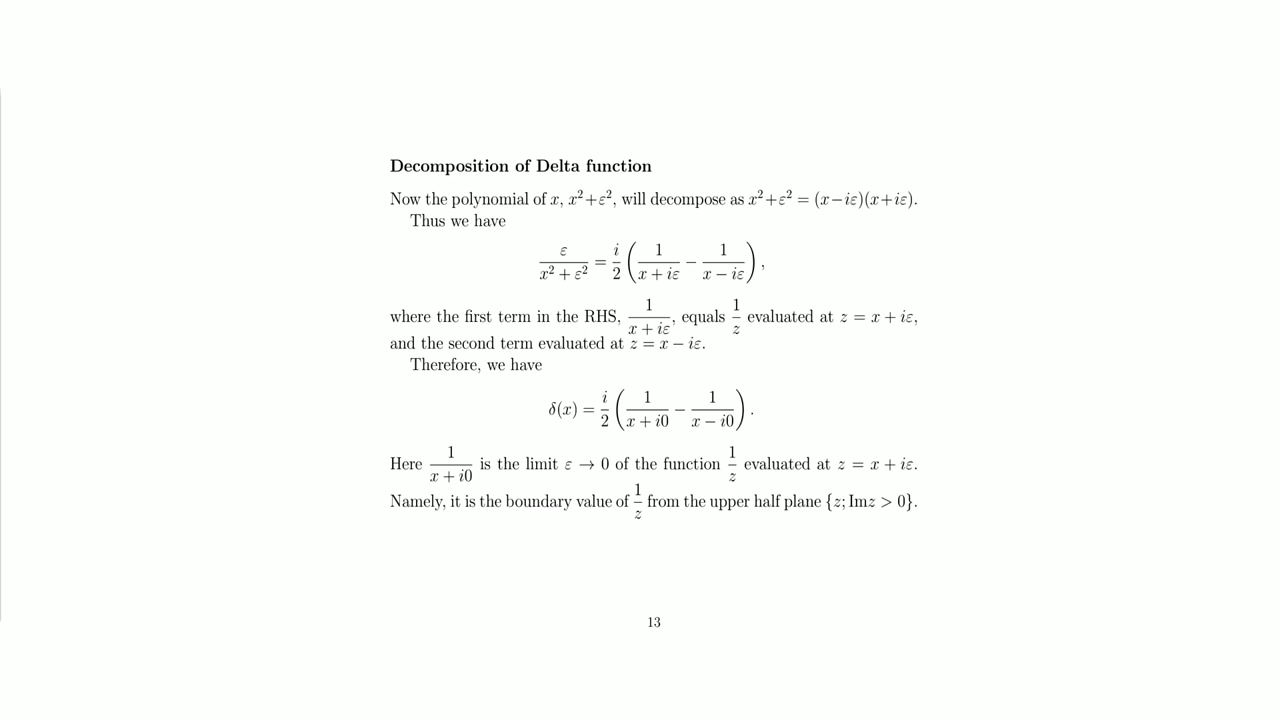 Decomposition of Delta function
Now the polynomial of x, x²+ε², will decompose as x²+ε² = (x−iε)(x+iε).
Thus we have
ε/(x² + ε²) = i/2 (1/(x + iε) − 1/(x − iε)),
where the first term in the RHS, 1/(x + iε), equals 1/z evaluated at z = x + iε,
and the second term evaluated at z = x − iε.
Therefore, we have
δ(x) = i/2 (1/(x + i0) − 1/(x − i0)).
Here 1/(x + i0) is the limit ε → 0 of the function 1/z evaluated at z = x + iε.
Namely, it is the boundary value of 1/z from the upper half plane {z; Imz > 0}.
13